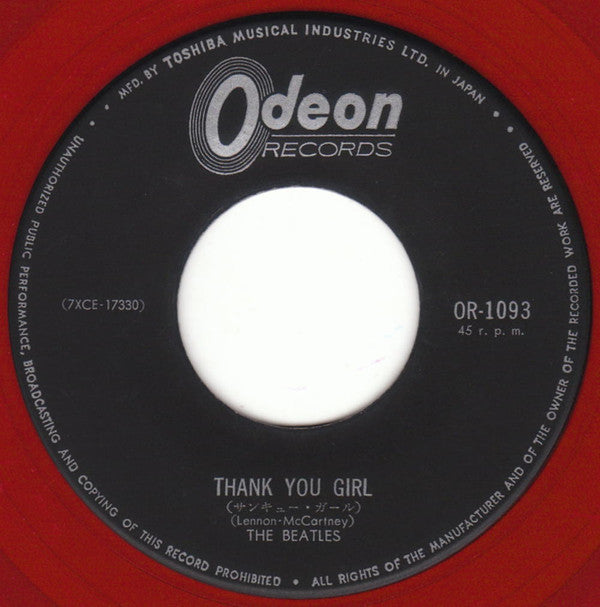 MFD. BY TOSHIBA MUSICAL INDUSTRIES LTD. IN JAPAN
Odeon
RECORDS
(7XCE-17330)
OR-1093
45 r. p. m.
THANK YOU GIRL
(サンキュー・ガール)
(Lennon-McCartney)
THE BEATLES
UNAUTHORIZED PUBLIC PERFORMANCE, BROADCASTING AND COPYING OF THIS RECORD PROHIBITED • ALL RIGHTS OF THE MANUFACTURER AND OF THE OWNER OF THE RECORDED WORK ARE RESERVED